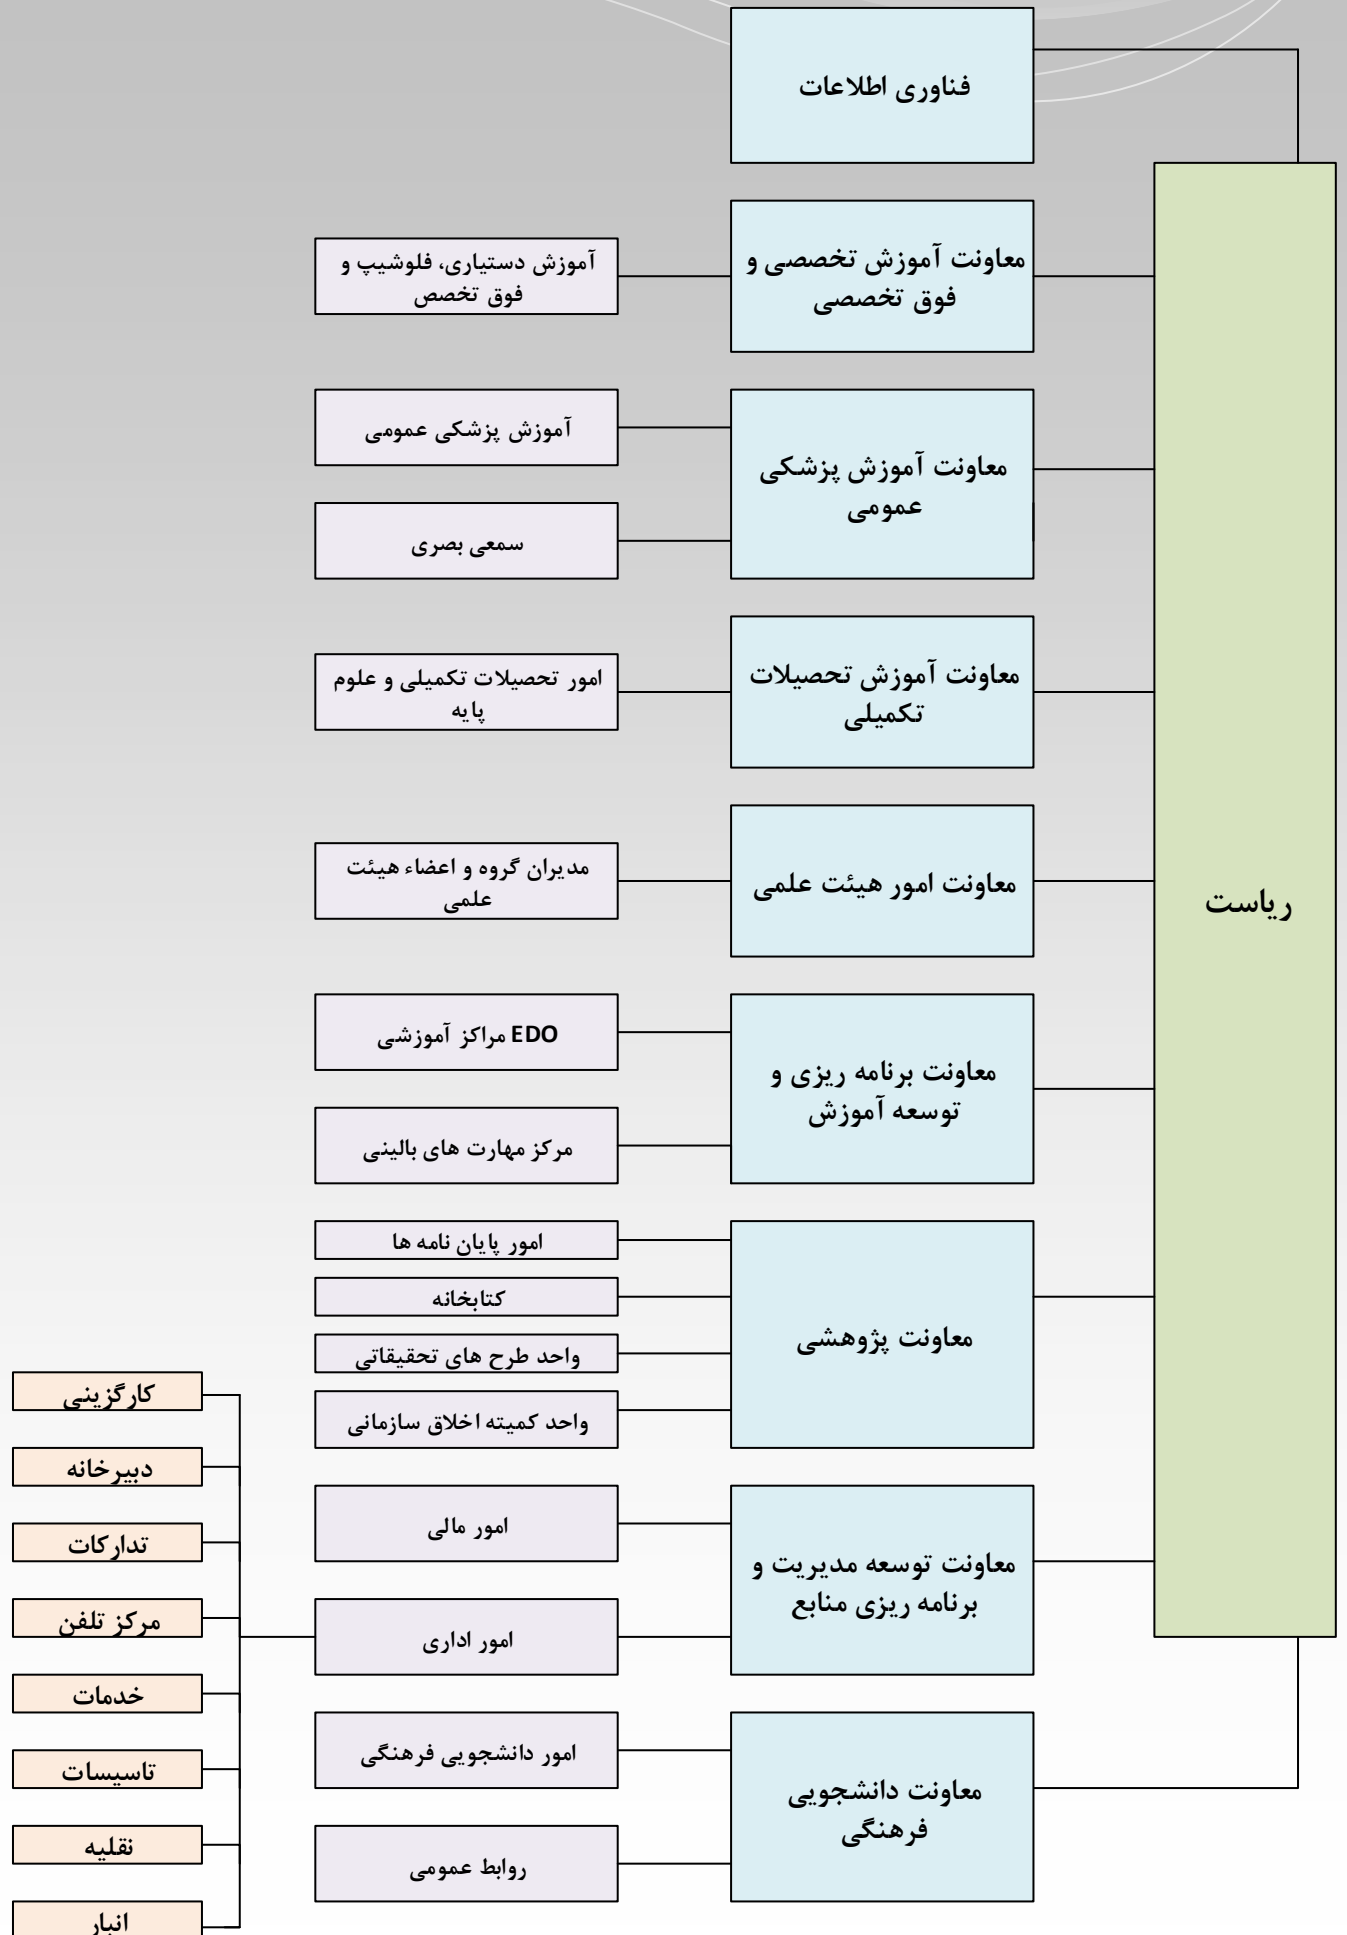 ریاست
فناوری اطلاعات
معاونت آموزش تخصصی و
فوق تخصصی
آموزش دستیاری، فلوشیپ و
فوق تخصص
معاونت آموزش پزشکی
عمومی
آموزش پزشکی عمومی
سمعی بصری
معاونت آموزش تحصیلات
تکمیلی
امور تحصیلات تکمیلی و علوم
پایه
معاونت امور هیئت علمی
مدیران گروه و اعضاء هیئت
علمی
معاونت برنامه ریزی و
توسعه آموزش
EDO مراکز آموزشی
مرکز مهارت های بالینی
معاونت پژوهشی
امور پایان نامه ها
کتابخانه
واحد طرح های تحقیقاتی
واحد کمیته اخلاق سازمانی
معاونت توسعه مدیریت و
برنامه ریزی منابع
امور مالی
امور اداری
کارگزینی
دبیرخانه
تدارکات
مرکز تلفن
خدمات
تاسیسات
نقلیه
انبار
معاونت دانشجویی
فرهنگی
امور دانشجویی فرهنگی
روابط عمومی